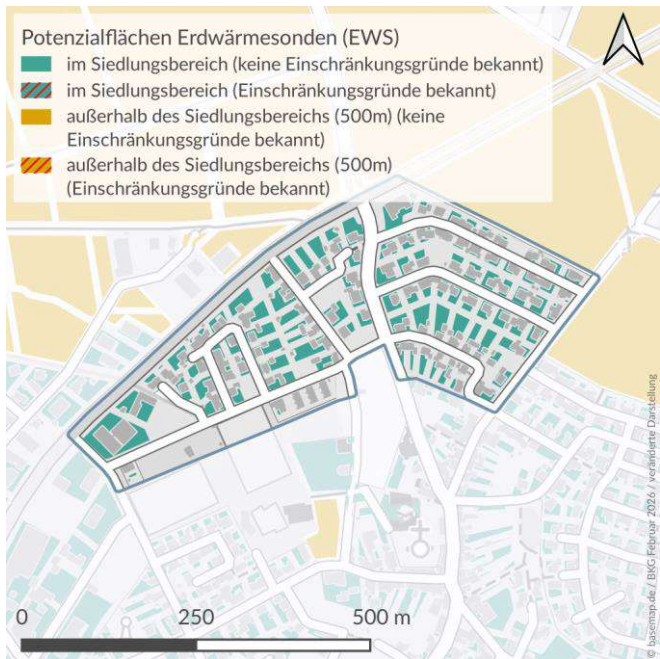 Potenzialflächen Erdwärmesonden (EWS)
im Siedlungsbereich (keine Einschränkungsgründe bekannt)
im Siedlungsbereich (Einschränkungsgründe bekannt)
außerhalb des Siedlungsbereichs (500m) (keine
Einschränkungsgründe bekannt)
außerhalb des Siedlungsbereichs (500m)
(Einschränkungsgründe bekannt)
0 250 500 m
© basemap.de / BKG Februar 2026 / veränderte Darstellung